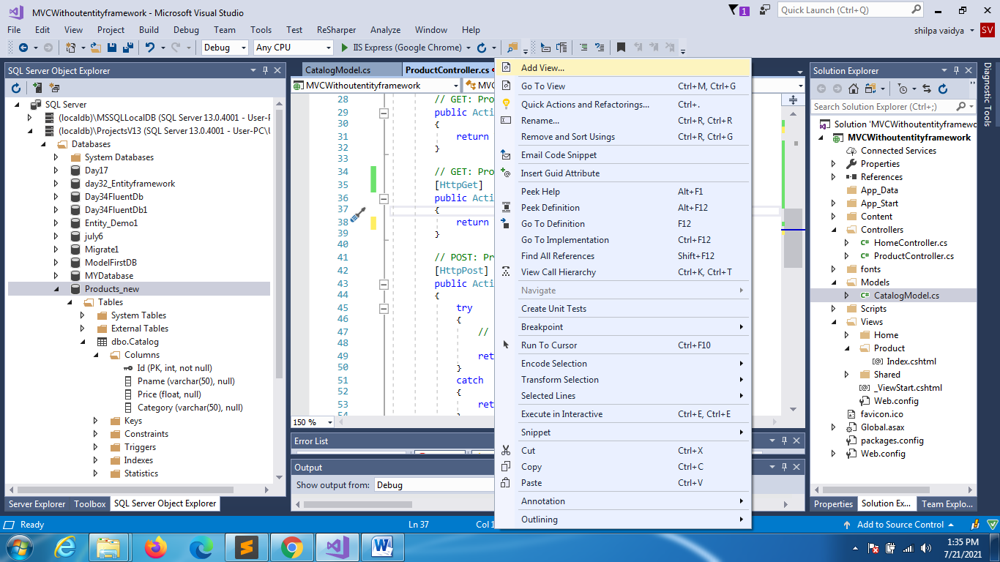 MVCWithoutentityframework - Microsoft Visual Studio
1
Quick Launch (Ctrl+Q)
File Edit View Project Build Debug Team Tools Test ReSharper Analyze Window Help
shilpa vaidya SV
Debug Any CPU IIS Express (Google Chrome)
SQL Server Object Explorer
SQL Server
(localdb)\MSSQLLocalDB (SQL Server 13.0.4001 - User-F
(localdb)\ProjectsV13 (SQL Server 13.0.4001 - User-PC\U
Databases
System Databases
Day17
day32_Entityframework
Day34FluentDb
Day34FluentDb1
Entity_Demo1
july6
Migrate1
ModelFirstDB
MYDatabase
Products_new
Tables
System Tables
External Tables
dbo.Catalog
Columns
Id (PK, int, not null)
Pname (varchar(50), null)
Price (float, null)
Category (varchar(50), null)
Keys
Constraints
Triggers
Indexes
Statistics
Server Explorer Toolbox SQL Server Object Explorer
CatalogModel.cs ProductController.cs
MVCWithoutentityframework MVC
28 // GET: Pro
29 public Acti
30 {
31 return
32 }
33
34 // GET: Pro
35 [HttpGet]
36 public Acti
37 {
38 return
39 }
40
41 // POST: Pr
42 [HttpPost]
43 public Acti
44 {
45 try
46 {
47 //
48
49 ret
50 }
51 catch
52 {
53 ret
54 }
150 %
Error List
Output
Show output from: Debug
Add View...
Go To View Ctrl+M, Ctrl+G
Quick Actions and Refactorings... Ctrl+.
Rename... Ctrl+R, Ctrl+R
Remove and Sort Usings Ctrl+R, Ctrl+G
Email Code Snippet
Insert Guid Attribute
Peek Help Alt+F1
Peek Definition Alt+F12
Go To Definition F12
Go To Implementation Ctrl+F12
Find All References Shift+F12
View Call Hierarchy Ctrl+K, Ctrl+T
Navigate
Create Unit Tests
Breakpoint
Run To Cursor Ctrl+F10
Encode Selection
Transform Selection
Selected Lines
Execute in Interactive Ctrl+E, Ctrl+E
Snippet
Cut Ctrl+X
Copy Ctrl+C
Paste Ctrl+V
Annotation
Outlining
Solution Explorer
Search Solution Explorer (Ctrl+;)
Solution 'MVCWithoutentityframewo
MVCWithoutentityframework
Connected Services
Properties
References
App_Data
App_Start
Content
Controllers
C# HomeController.cs
C# ProductController.cs
fonts
Models
C# CatalogModel.cs
Scripts
Views
Home
Product
Index.cshtml
Shared
_ViewStart.cshtml
Web.config
favicon.ico
Global.asax
packages.config
Web.config
Properties Solution Ex... Team Explo...
Diagnostic Tools
Ready Ln 37 Col 1 Add to Source Control
1:35 PM
7/21/2021